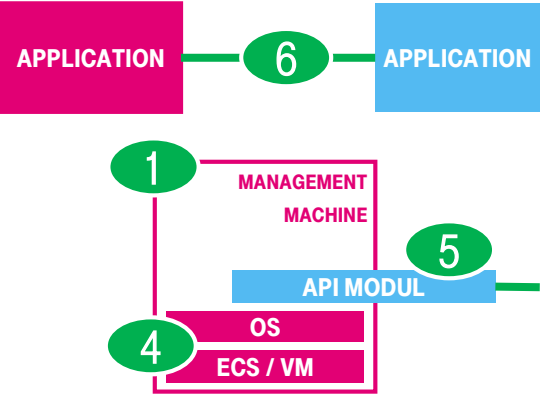 APPLICATION
6
APPLICATION
1
MANAGEMENT
MACHINE
5
API MODUL
OS
4
ECS / VM